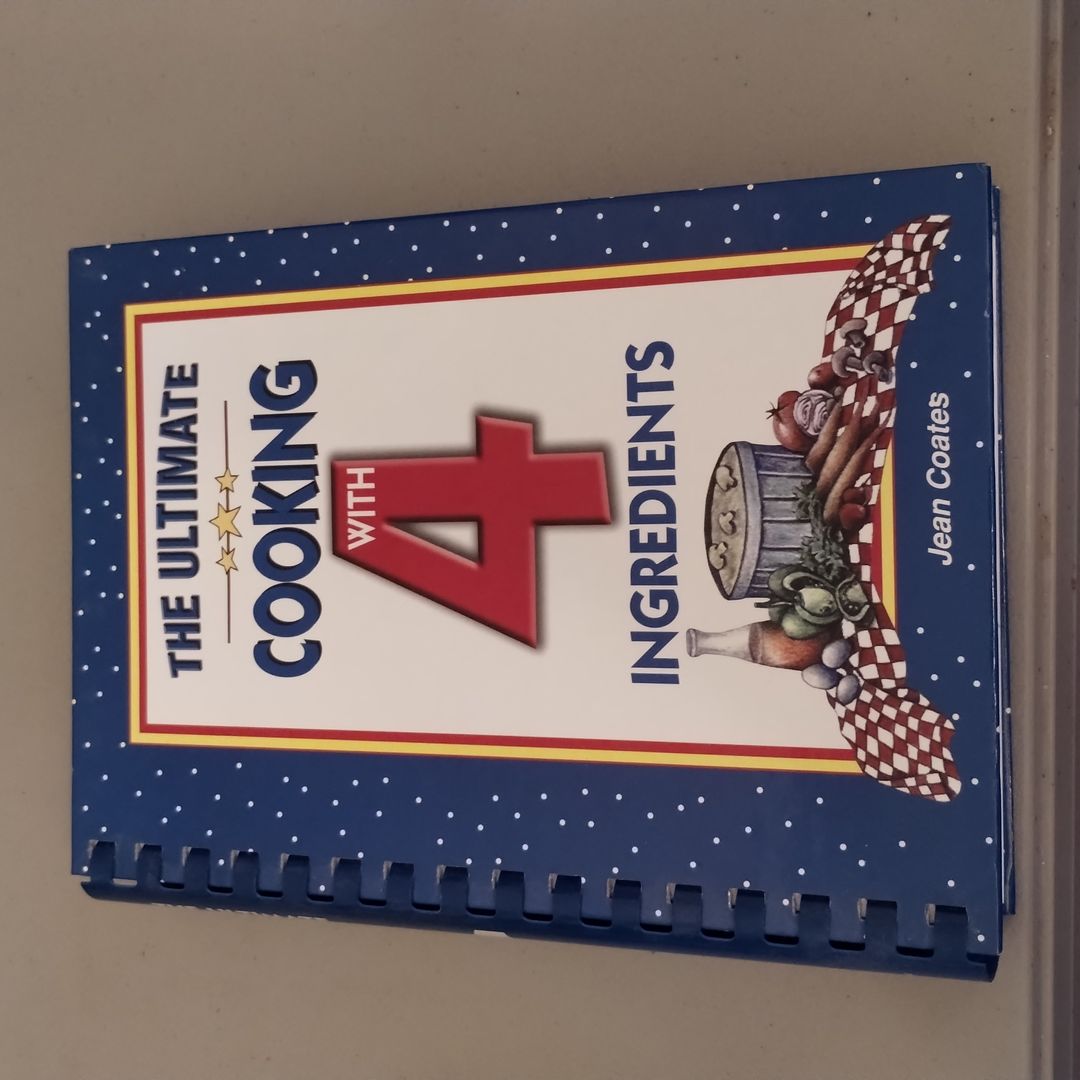 THE ULTIMATE
COOKING
WITH
4
INGREDIENTS
Jean Coates